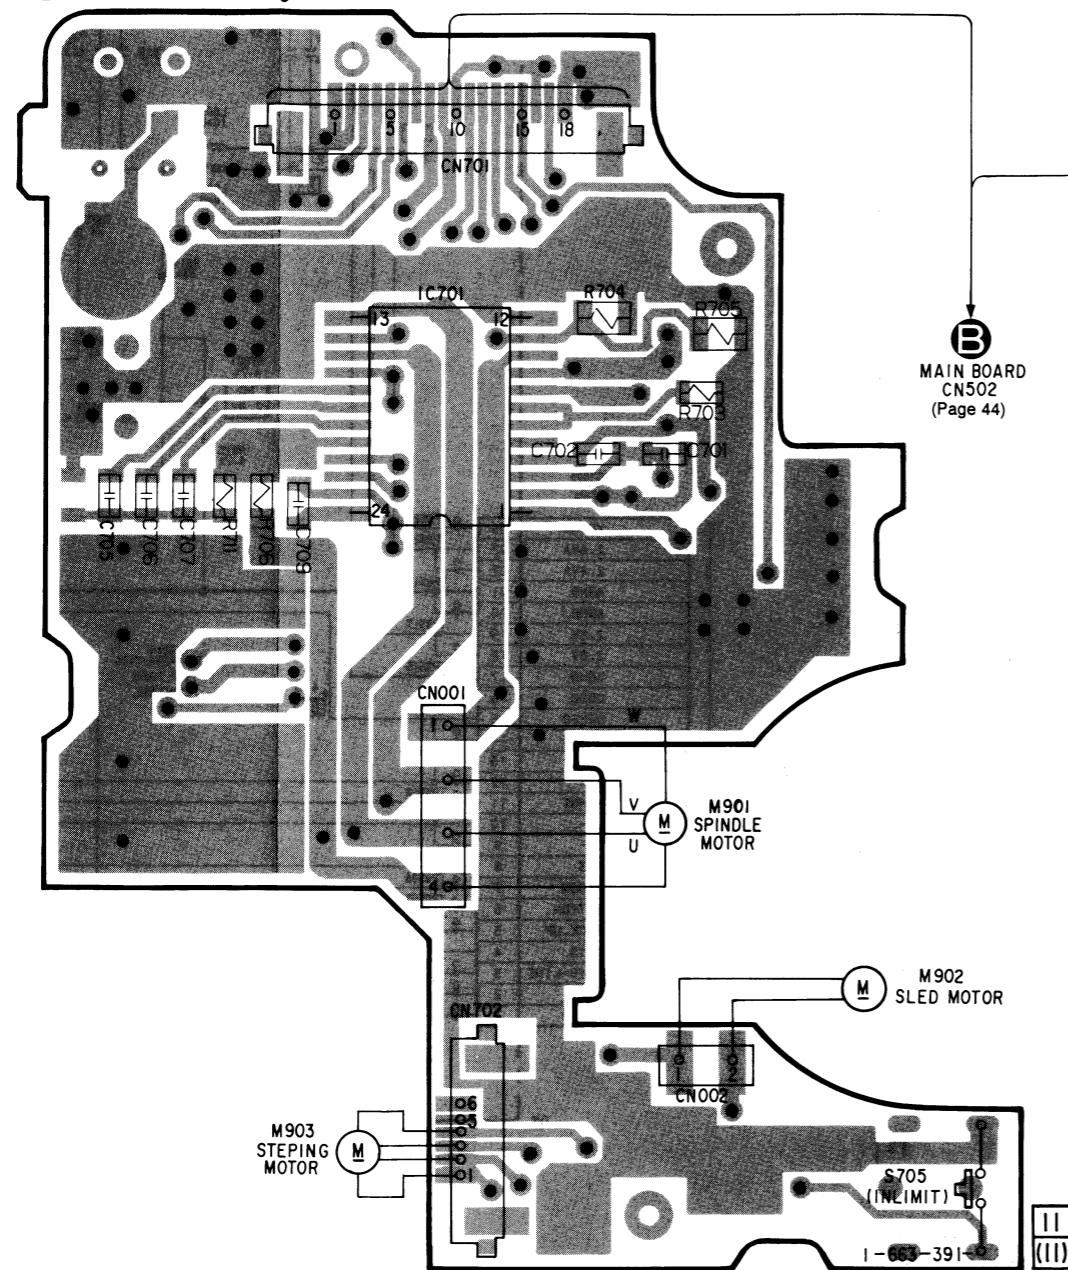 1 5 10 15 18
CN701
IC701
13 12
24 1
R704
R705
R703
C702 C701
B
MAIN BOARD
CN502
(Page 44)
C705
C706
C707
R711
R706
C709
CN001
1
4
W
V
U
M
M901
SPINDLE
MOTOR
M
M902
SLED MOTOR
CN702
6
5
1
1 2
CN002
M903
STEPING
MOTOR
M
S705
(INLIMIT)
1-663-391-
11
(11)